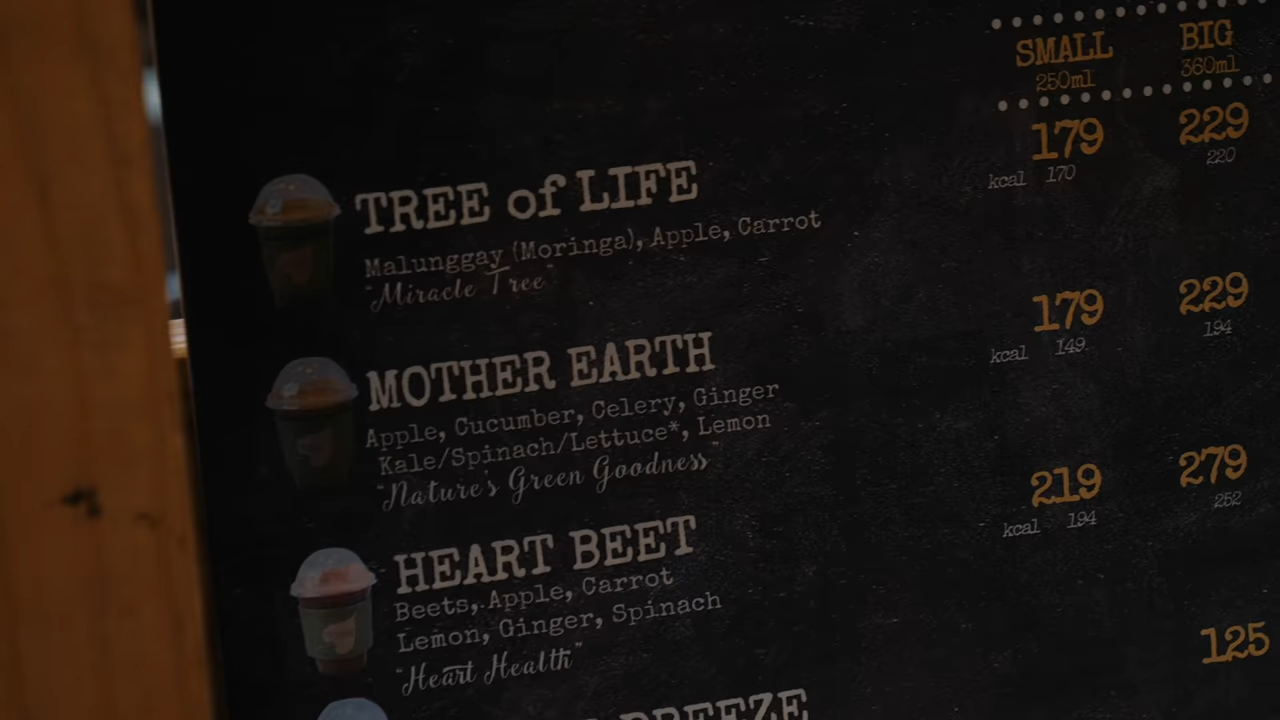 SMALL BIG
250ml 360ml
TREE of LIFE 179 229
kcal 170 220
Malunggay (Moringa), Apple, Carrot
"Miracle Tree"
MOTHER EARTH 179 229
kcal 149 194
Apple, Cucumber, Celery, Ginger
Kale/Spinach/Lettuce*, Lemon
"Nature's Green Goodness"
HEART BEET 219 279
kcal 194 252
Beets, Apple, Carrot
Lemon, Ginger, Spinach
"Heart Health"
BREEZE 125